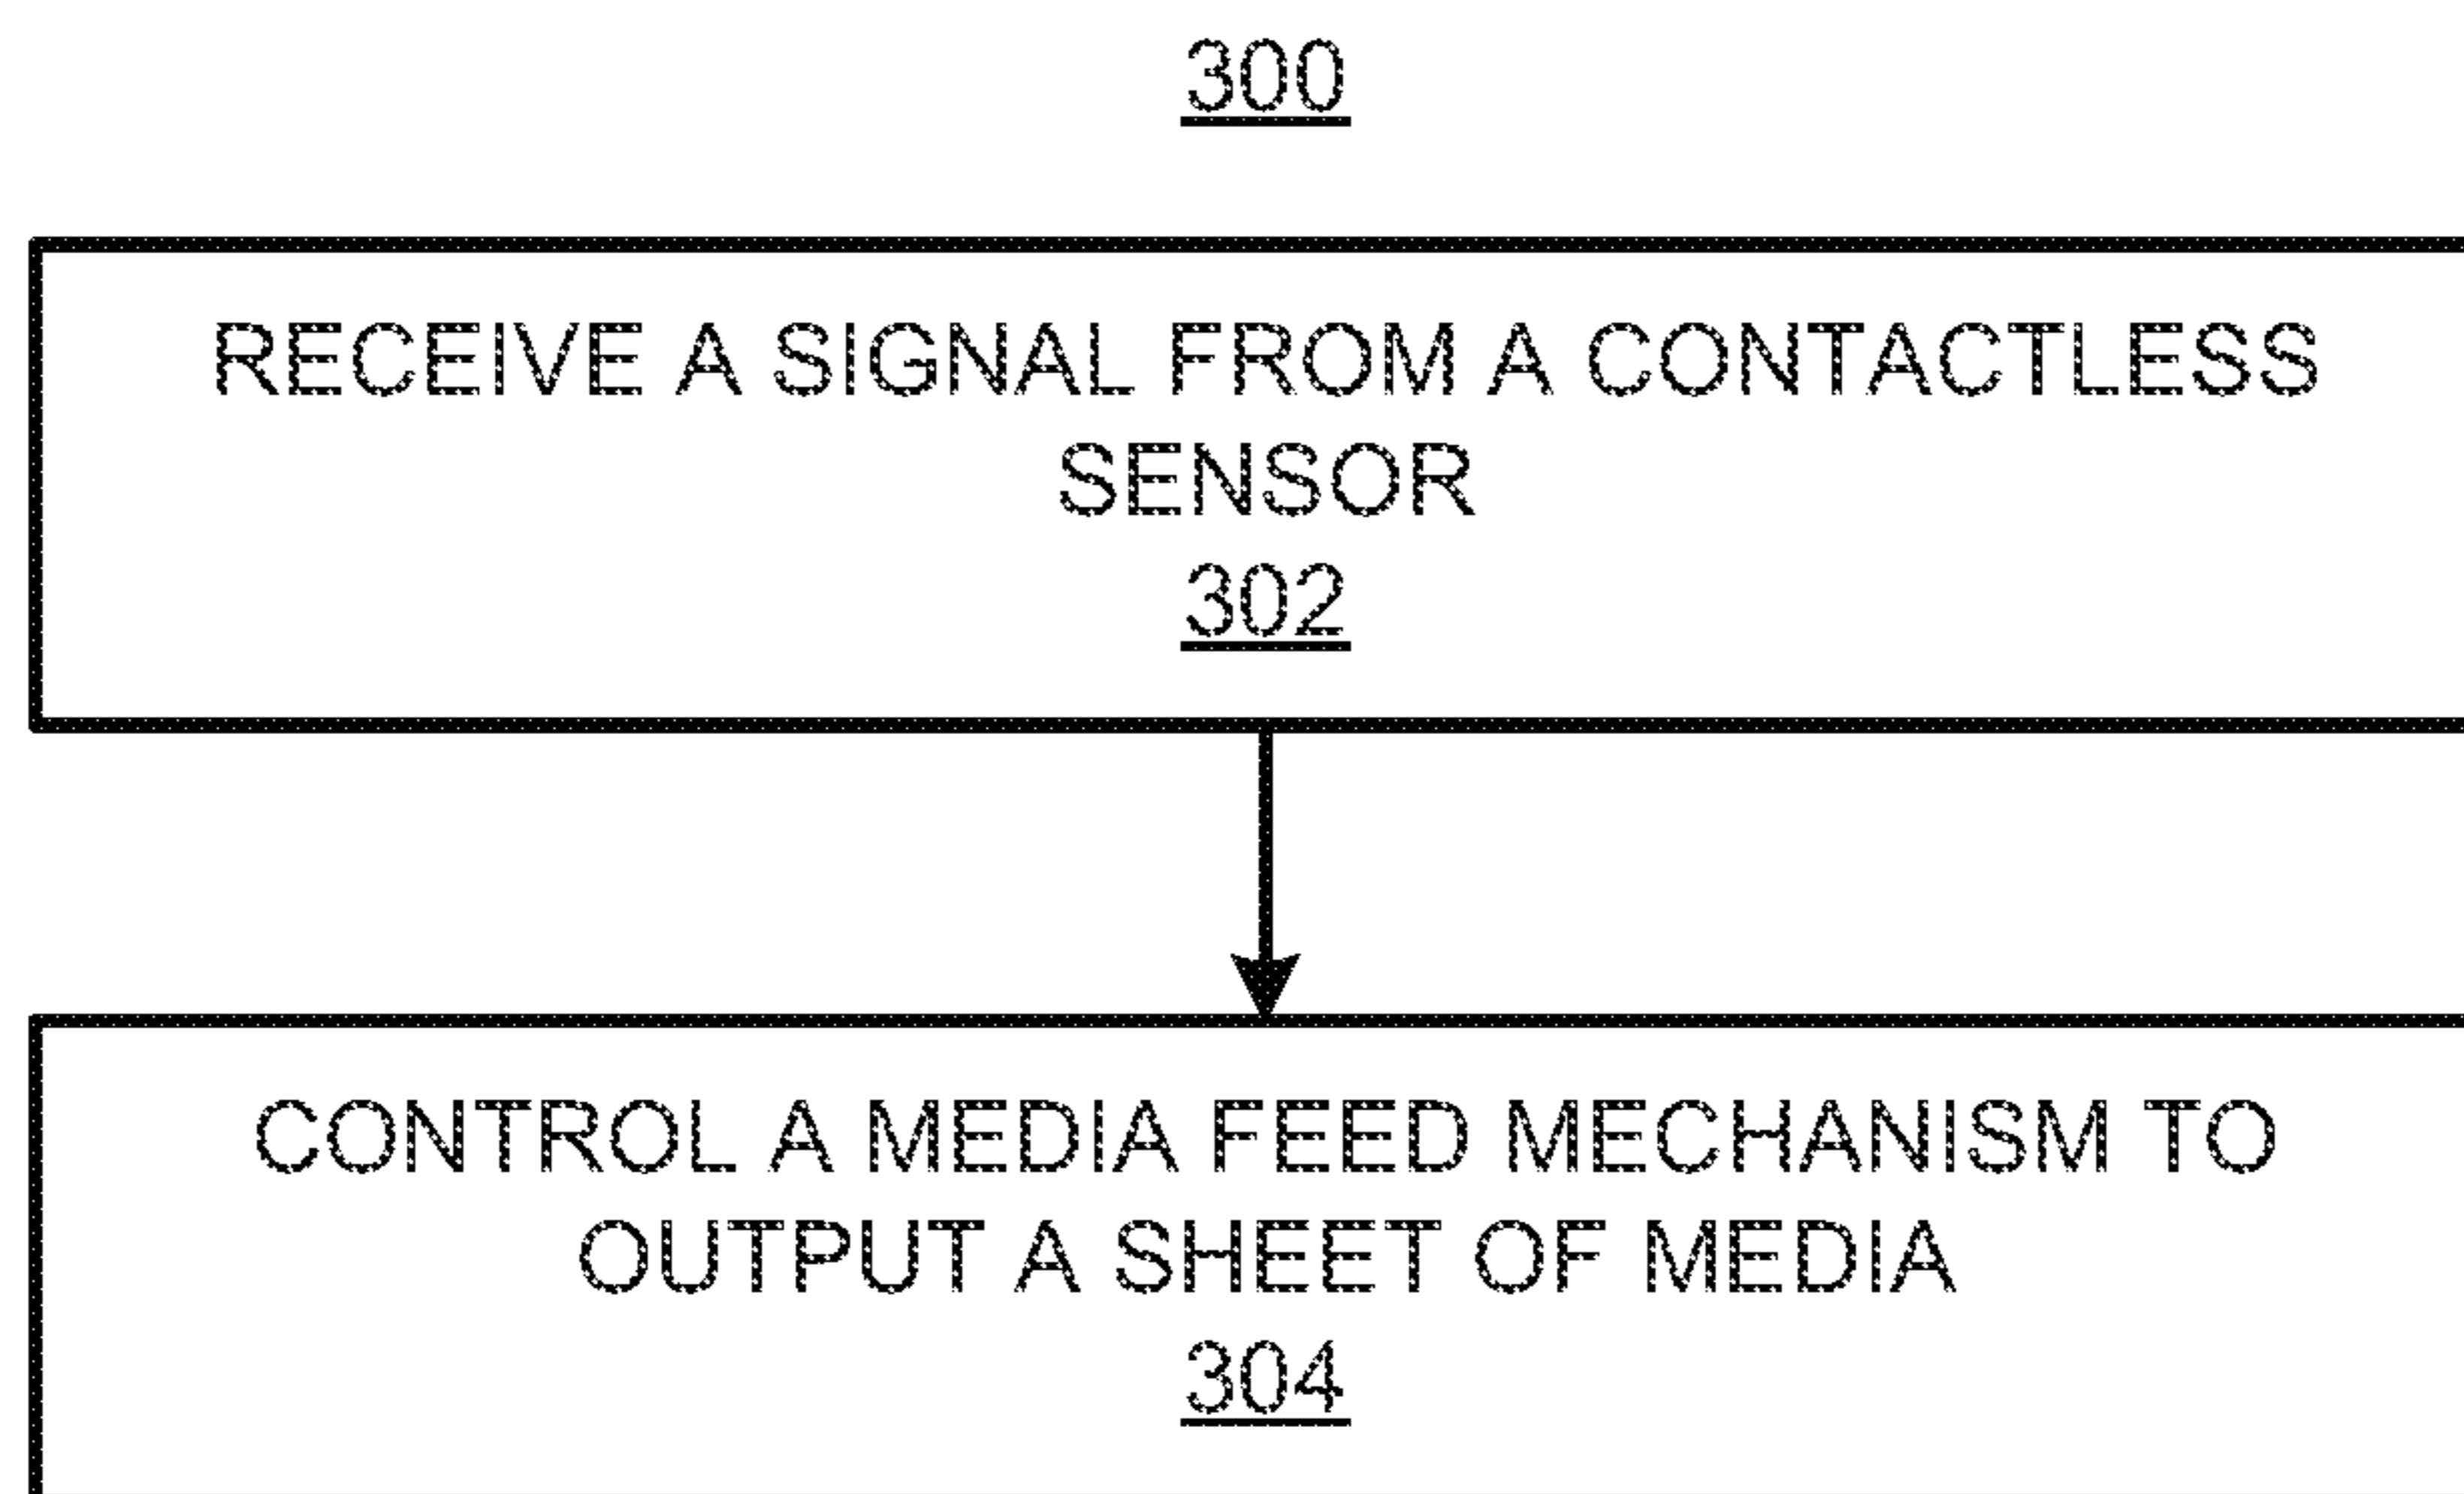 300
RECEIVE A SIGNAL FROM A CONTACTLESS
SENSOR
302
CONTROL A MEDIA FEED MECHANISM TO
OUTPUT A SHEET OF MEDIA
304